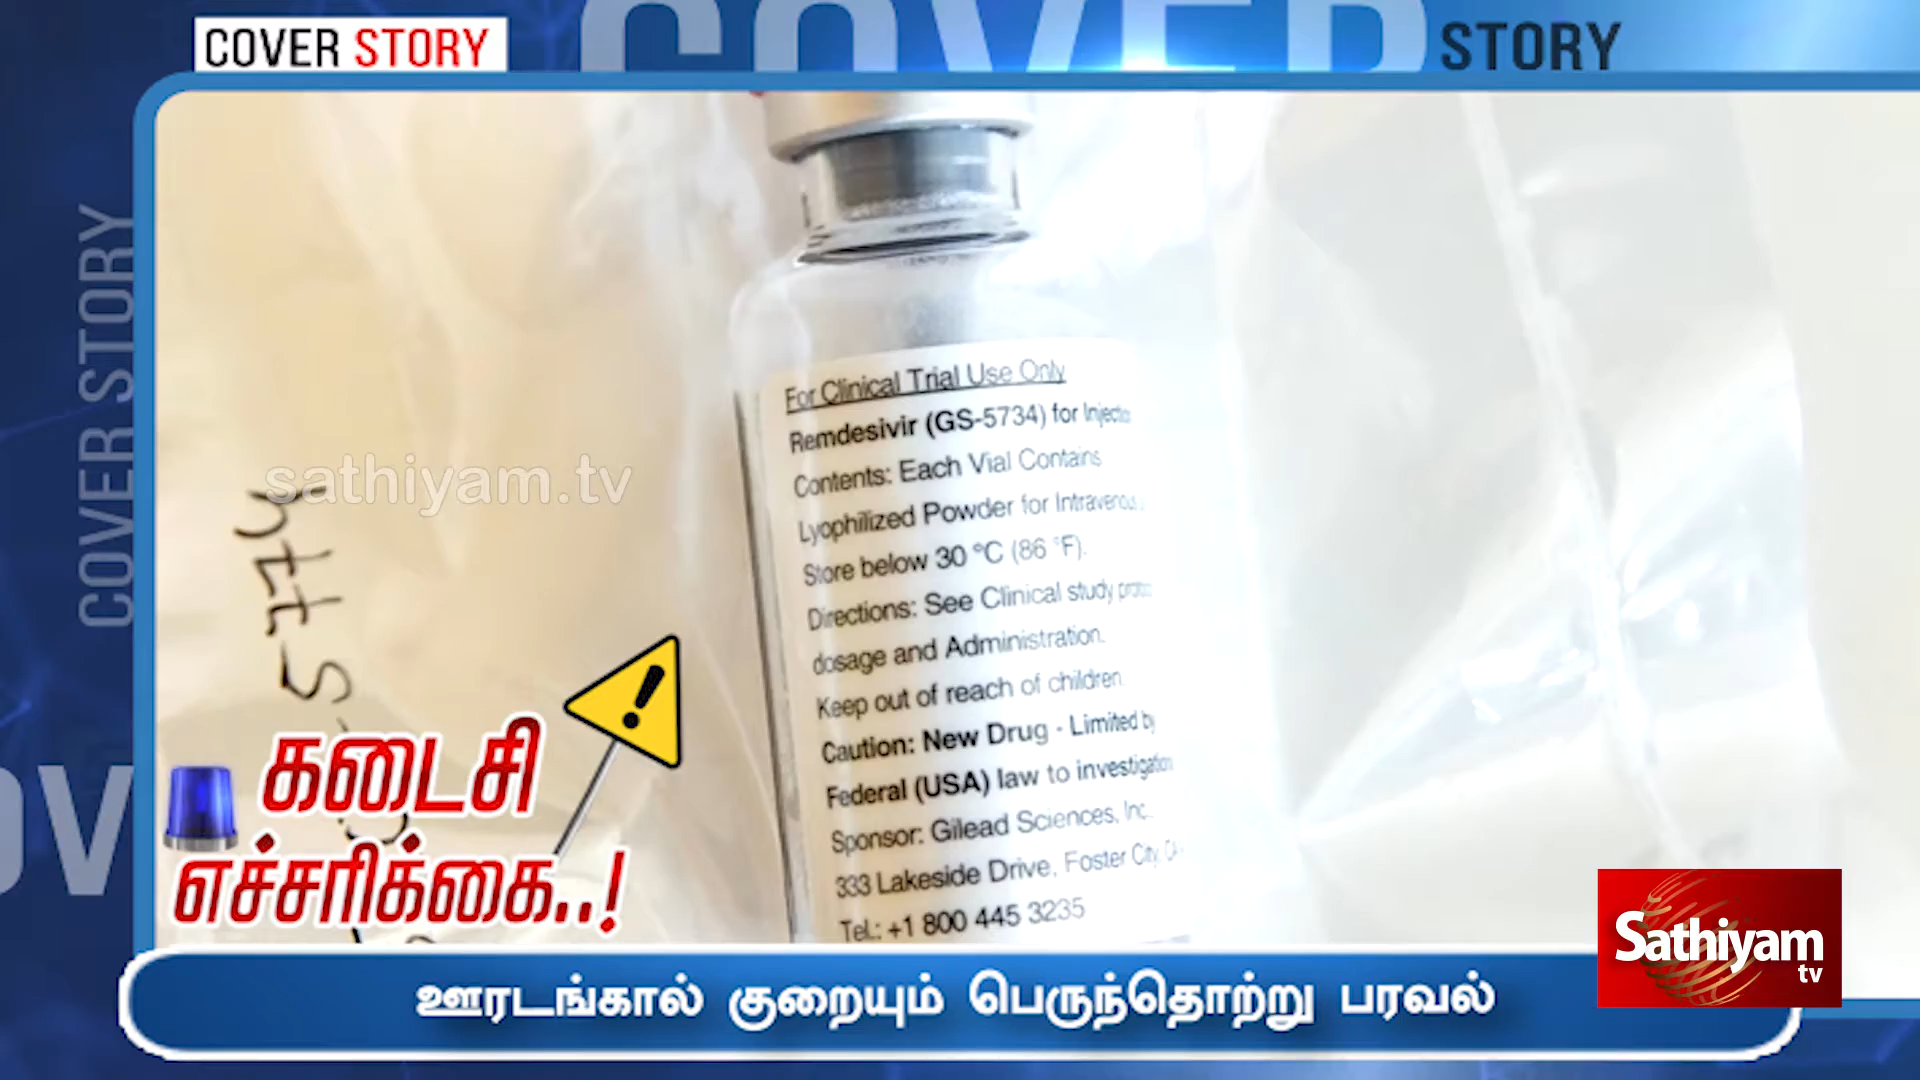 COVER STORY
COVER
STORY
COVER STORY
sathiyam.tv
For Clinical Trial Use Only
Remdesivir (GS-5734) for
Contents: Each Vial Contains
Lyophilized Powder for
Store below 30 °C (86 °F).
Directions: See Clinical study
dosage and Administration.
Keep out of reach of children
Caution: New Drug - Limited by
Federal (USA) law to
Sponsor: Gilead Sciences, Inc.
333 Lakeside Drive, Foster City,
Tel.: +1 800 445 3235
கடைசி
எச்சரிக்கை..!
Sathiyam
tv
ஊரடங்கால் குறையும் பெருந்தொற்று பரவல்